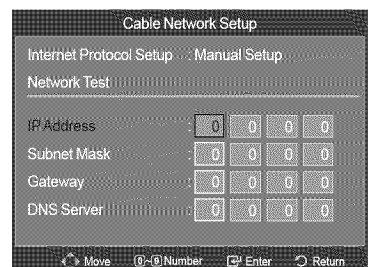 Cable Network Setup
Internet Protocol Setup : Manual Setup
Network Test
IP Address : 0 0 0 0
Subnet Mask : 0 0 0 0
Gateway : 0 0 0 0
DNS Server : 0 0 0 0
Move 0~9 Number Enter Return